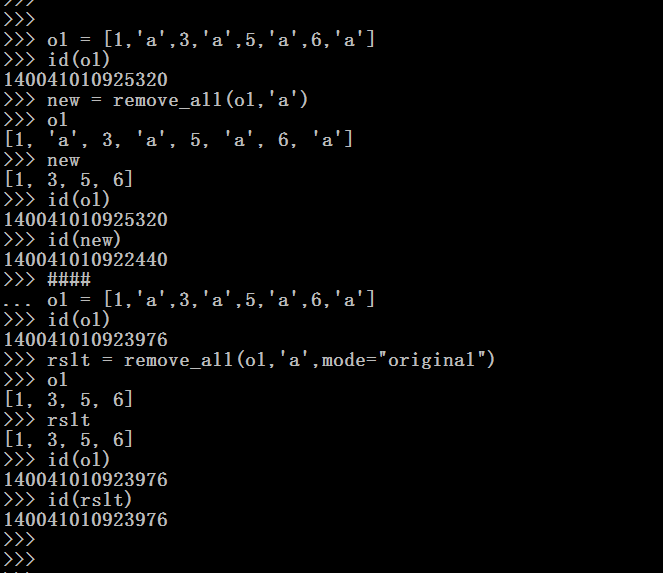 >>>
>>>
>>> ol = [1,'a',3,'a',5,'a',6,'a']
>>> id(ol)
140041010925320
>>> new = remove_all(ol,'a')
>>> ol
[1, 'a', 3, 'a', 5, 'a', 6, 'a']
>>> new
[1, 3, 5, 6]
>>> id(ol)
140041010925320
>>> id(new)
140041010922440
>>> ####
... ol = [1,'a',3,'a',5,'a',6,'a']
>>> id(ol)
140041010923976
>>> rslt = remove_all(ol,'a',mode="original")
>>> ol
[1, 3, 5, 6]
>>> rslt
[1, 3, 5, 6]
>>> id(ol)
140041010923976
>>> id(rslt)
140041010923976
>>>
>>>